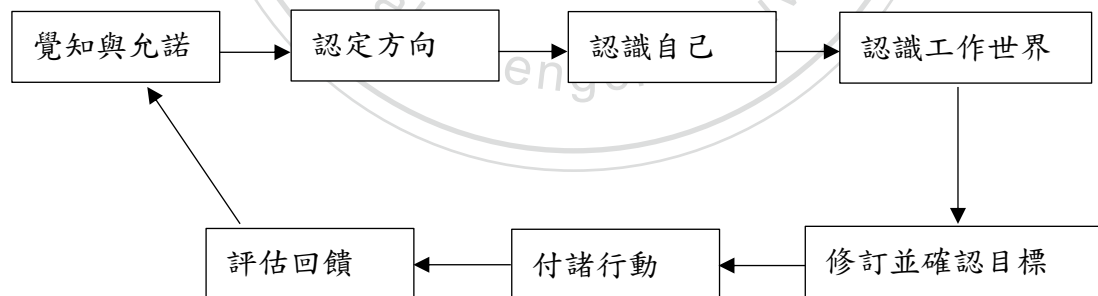 覺知與允諾
認定方向
認識自己
認識工作世界
修訂並確認目標
付諸行動
評估回饋